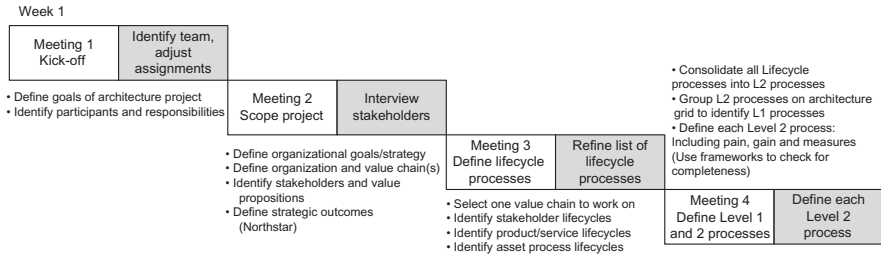 Week 1
Meeting 1
Kick-off
Identify team,
adjust
assignments
• Define goals of architecture project
• Identify participants and responsibilities
Meeting 2
Scope project
Interview
stakeholders
• Define organizational goals/strategy
• Define organization and value chain(s)
• Identify stakeholders and value
propositions
• Define strategic outcomes
(Northstar)
Meeting 3
Define lifecycle
processes
Refine list of
lifecycle
processes
• Select one value chain to work on
• Identify stakeholder lifecycles
• Identify product/service lifecycles
• Identify asset process lifecycles
• Consolidate all Lifecycle
processes into L2 processes
• Group L2 processes on architecture
grid to identify L1 processes
• Define each Level 2 process:
Including pain, gain and measures
(Use frameworks to check for
completeness)
Meeting 4
Define Level 1
and 2 processes
Define each
Level 2
process